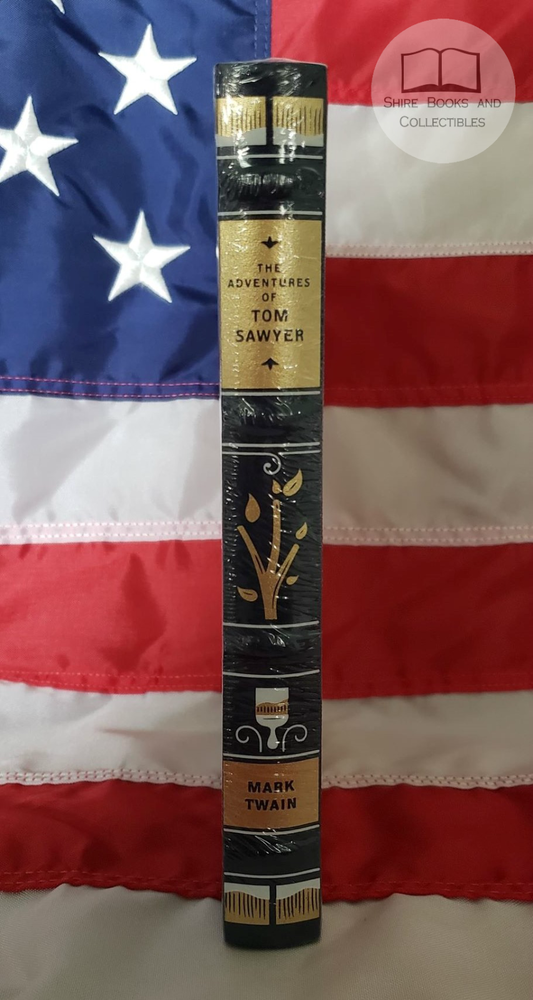 SHIRE BOOKS AND
COLLECTIBLES
THE
ADVENTURES
OF
TOM
SAWYER
MARK
TWAIN